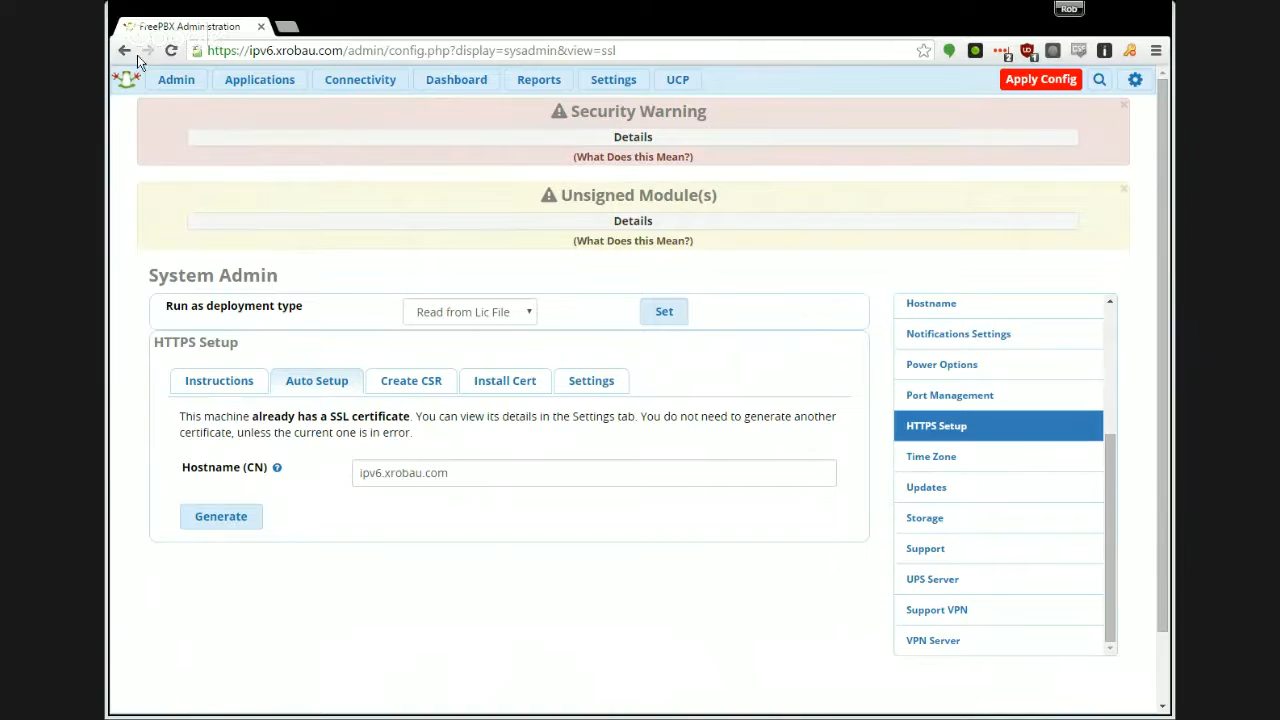 Rob
FreePBX Administration
https://ipv6.xrobau.com/admin/config.php?display=sysadmin&view=ssl
Admin
Applications
Connectivity
Dashboard
Reports
Settings
UCP
Apply Config
Security Warning
Details
(What Does this Mean?)
Unsigned Module(s)
Details
(What Does this Mean?)
System Admin
Run as deployment type
Read from Lic File
Set
HTTPS Setup
Instructions
Auto Setup
Create CSR
Install Cert
Settings
This machine already has a SSL certificate. You can view its details in the Settings tab. You do not need to generate another
certificate, unless the current one is in error.
Hostname (CN)
ipv6.xrobau.com
Generate
Hostname
Notifications Settings
Power Options
Port Management
HTTPS Setup
Time Zone
Updates
Storage
Support
UPS Server
Support VPN
VPN Server